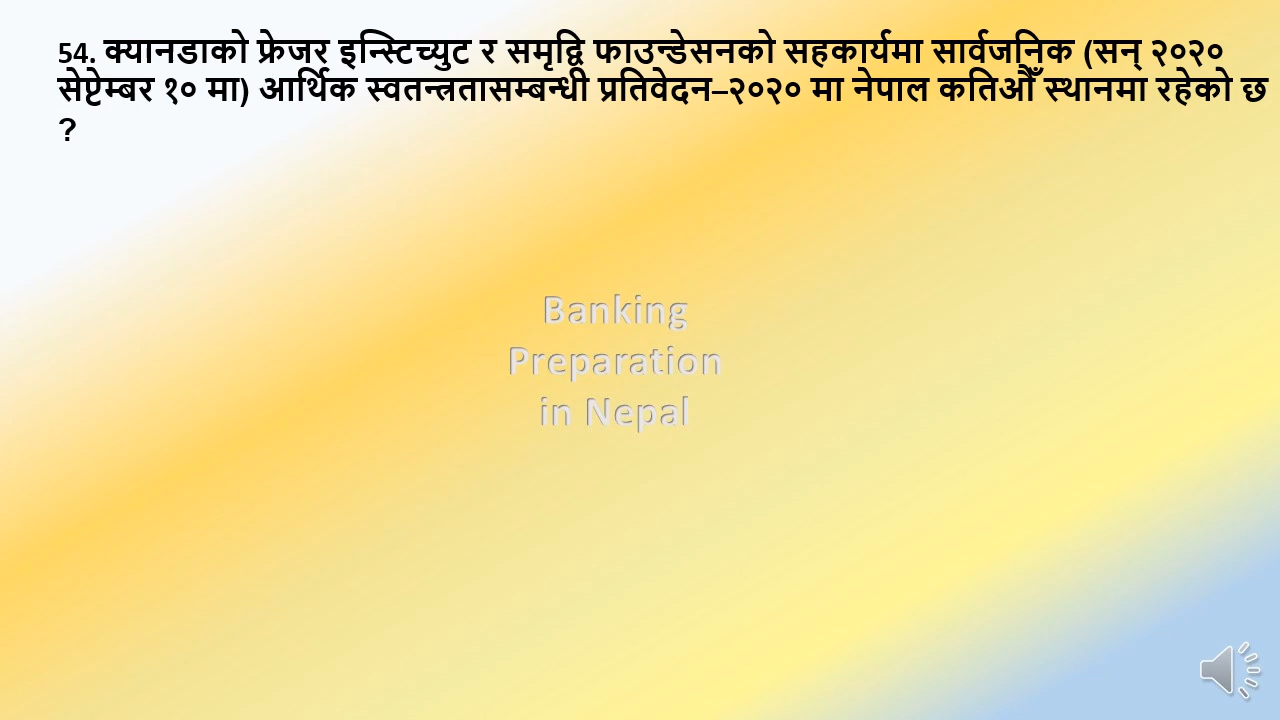 54. क्यानडाको फ्रेजर इन्स्टिच्युट र समृद्वि फाउन्डेसनको सहकार्यमा सार्वजनिक (सन् २०२०
सेप्टेम्बर १० मा) आर्थिक स्वतन्त्रतासम्बन्धी प्रतिवेदन–२०२० मा नेपाल कतिऔँ स्थानमा रहेको छ
?
Banking
Preparation
in Nepal